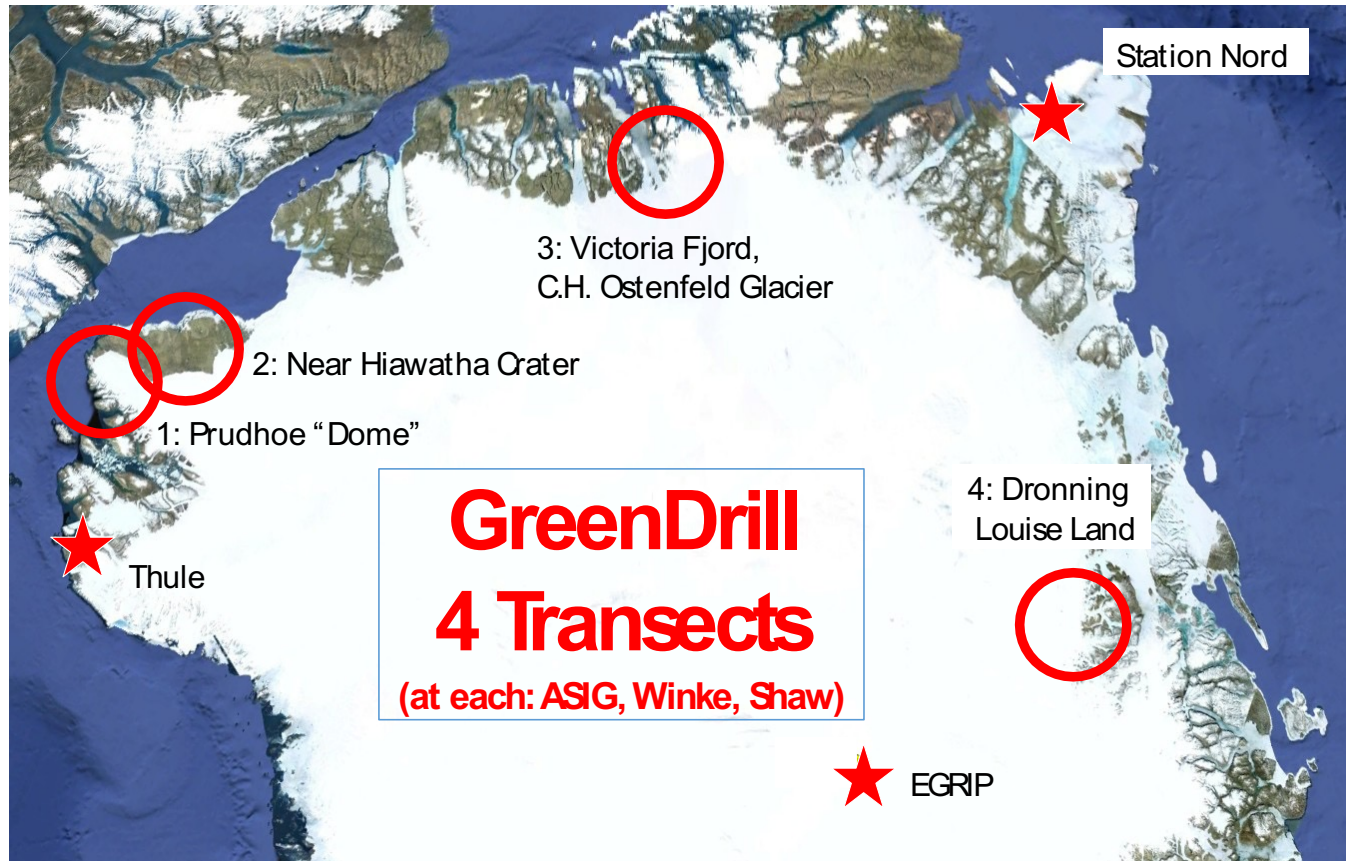 Station Nord
3: Victoria Fjord,
C.H. Ostenfeld Glacier
2: Near Hiawatha Crater
1: Prudhoe “Dome”
GreenDrill
4 Transects
(at each: ASIG, Winke, Shaw)
4: Dronning
Louise Land
Thule
EGRIP